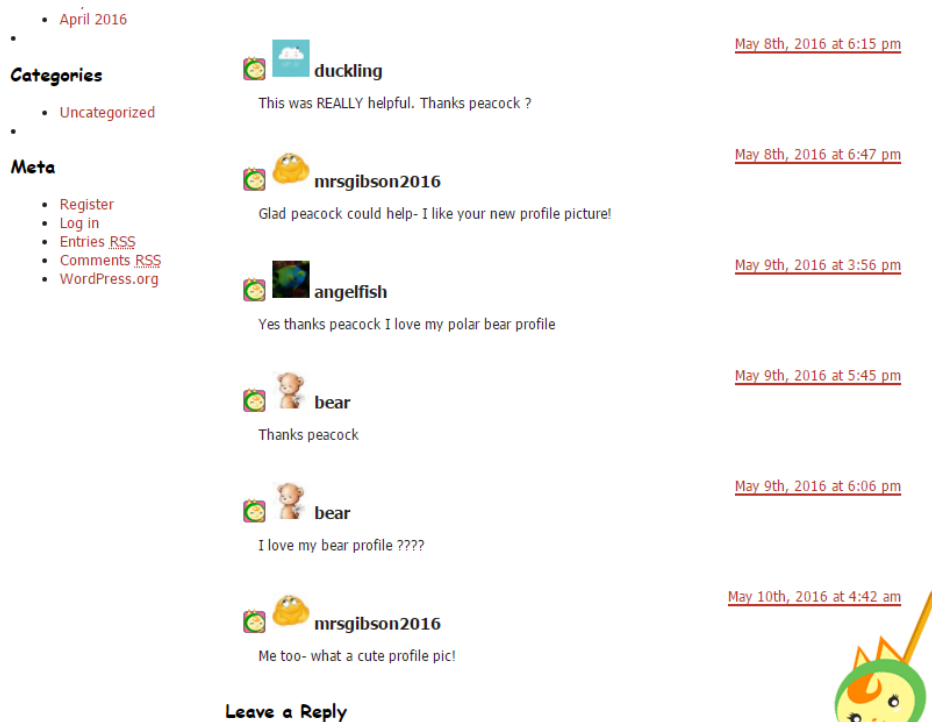 April 2016
Categories
Uncategorized
Meta
Register
Log in
Entries RSS
Comments RSS
WordPress.org
May 8th, 2016 at 6:15 pm
duckling
This was REALLY helpful. Thanks peacock ?
May 8th, 2016 at 6:47 pm
mrsgibson2016
Glad peacock could help- I like your new profile picture!
May 9th, 2016 at 3:56 pm
angelfish
Yes thanks peacock I love my polar bear profile
May 9th, 2016 at 5:45 pm
bear
Thanks peacock
May 9th, 2016 at 6:06 pm
bear
I love my bear profile ????
May 10th, 2016 at 4:42 am
mrsgibson2016
Me too- what a cute profile pic!
Leave a Reply